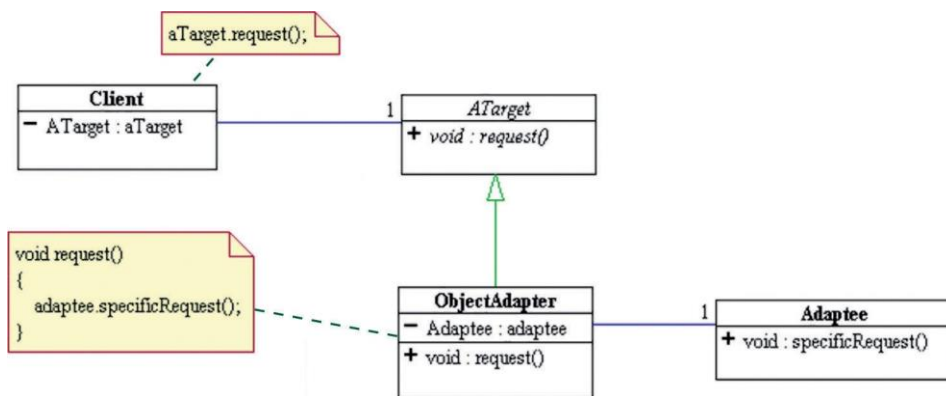 aTarget.request();
Client
− ATarget : aTarget
1
ATarget
+ void : request()
void request()
{
adaptee.specificRequest();
}
ObjectAdapter
− Adaptee : adaptee
+ void : request()
1
Adaptee
+ void : specificRequest()